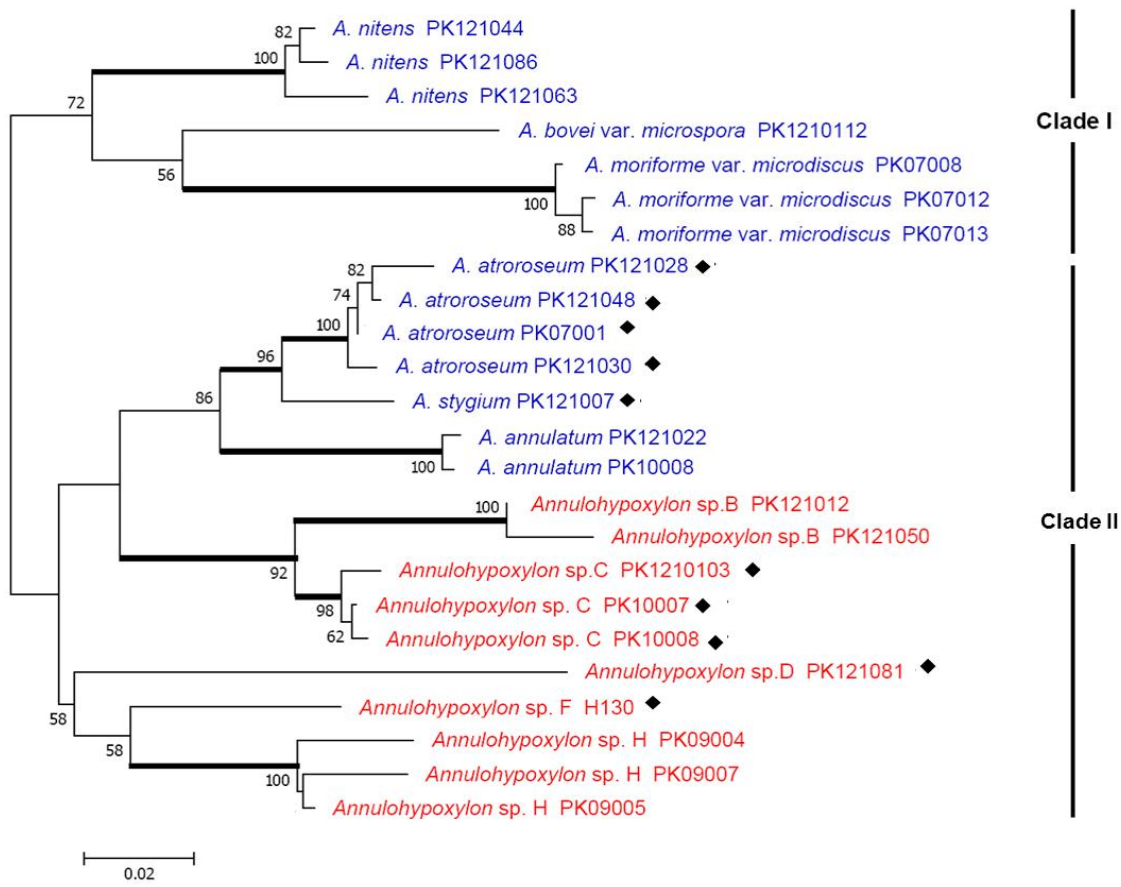 82
A. nitens PK121044
100
A. nitens PK121086
72
A. nitens PK121063
Clade I
A. bovei var. microspora PK1210112
56
A. moriforme var. microdiscus PK07008
100
A. moriforme var. microdiscus PK07012
88
A. moriforme var. microdiscus PK07013
82
A. atroroseum PK121028
74
A. atroroseum PK121048
100
A. atroroseum PK07001
96
A. atroroseum PK121030
86
A. stygium PK121007
A. annulatum PK121022
100
A. annulatum PK10008
100
Annulohypoxylon sp.B PK121012
Clade II
Annulohypoxylon sp.B PK121050
92
Annulohypoxylon sp.C PK1210103
98
Annulohypoxylon sp. C PK10007
62
Annulohypoxylon sp. C PK10008
Annulohypoxylon sp.D PK121081
58
Annulohypoxylon sp. F H130
58
Annulohypoxylon sp. H PK09004
100
Annulohypoxylon sp. H PK09007
Annulohypoxylon sp. H PK09005
0.02